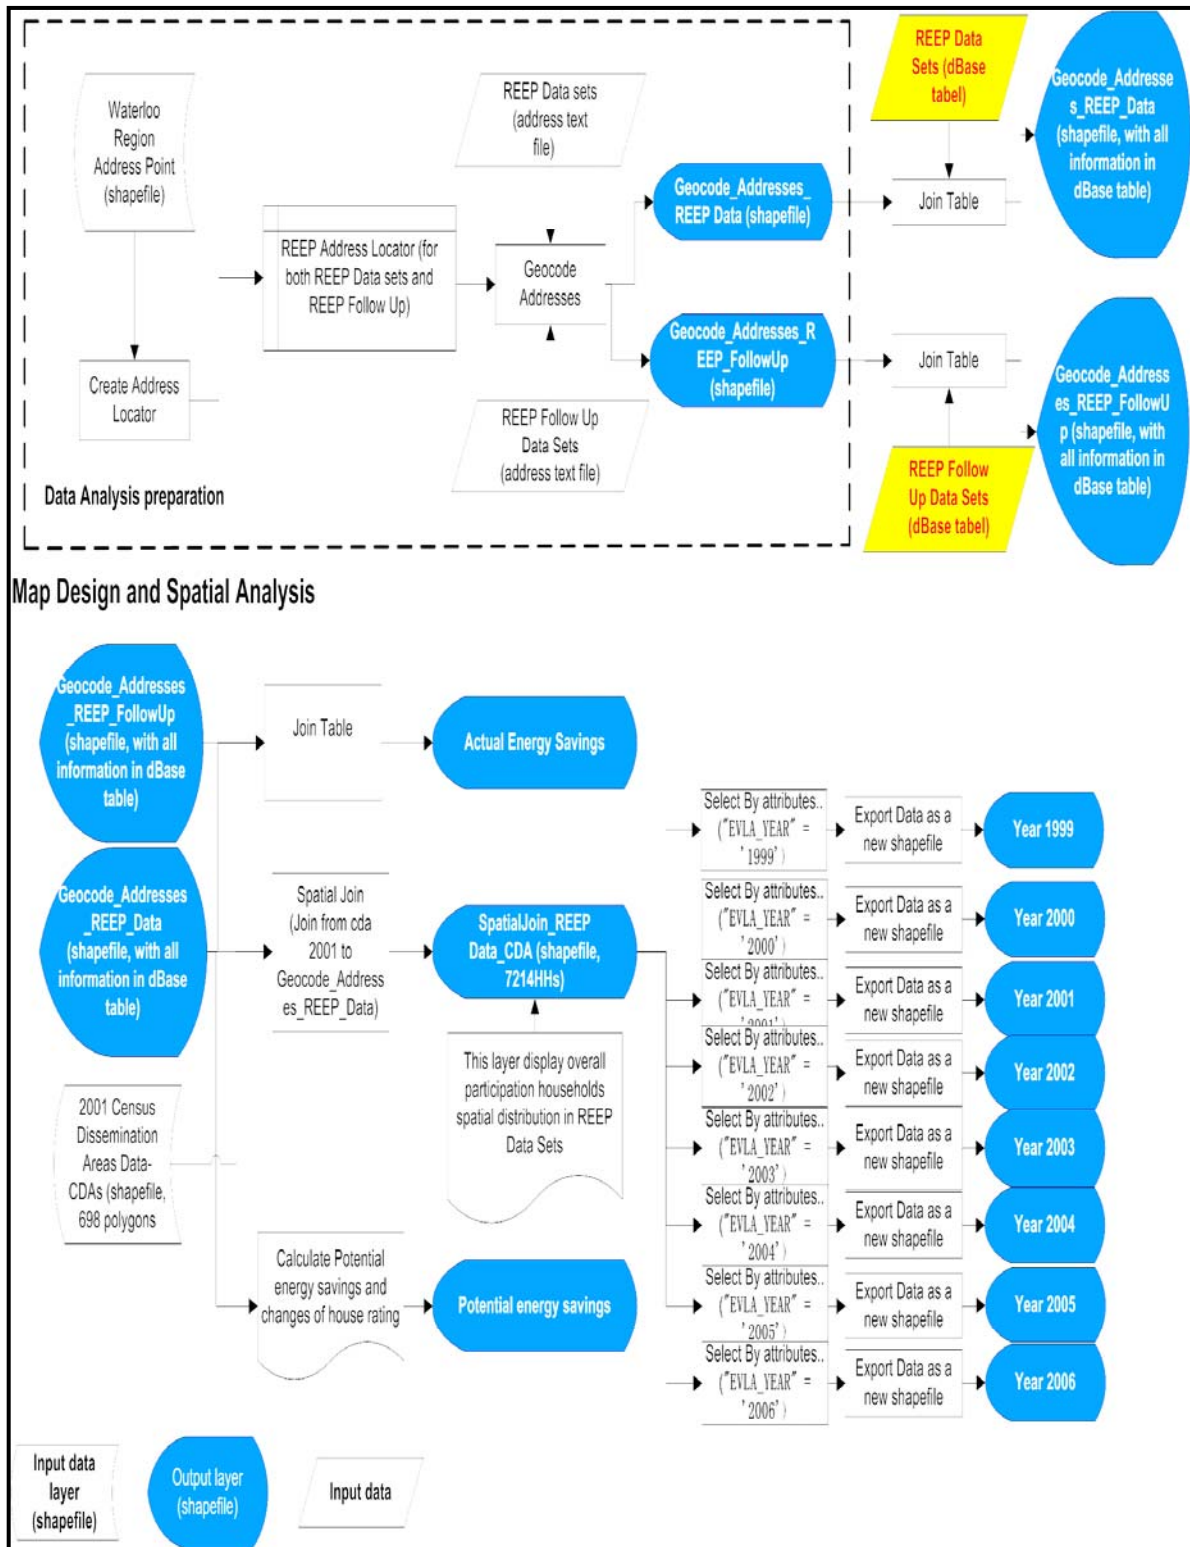 Waterloo
Region
Address Point
(shapefile)
Create Address
Locator
REEP Address Locator (for
both REEP Data sets and
REEP Follow Up)
REEP Data sets
(address text
file)
Geocode
Addresses
REEP Follow Up
Data Sets
(address text file)
Geocode_Addresses_
REEP Data (shapefile)
Geocode_Addresses_R
EEP_FollowUp
(shapefile)
Data Analysis preparation
REEP Data
Sets (dBase
tabel)
Join Table
Geocode_Addresse
s_REEP_Data
(shapefile, with all
information in
dBase table)
Join Table
REEP Follow
Up Data Sets
(dBase tabel)
Geocode_Address
es_REEP_FollowU
p (shapefile, with
all information in
dBase table)
Map Design and Spatial Analysis
Geocode_Addresses
_REEP_FollowUp
(shapefile, with all
information in dBase
table)
Join Table
Actual Energy Savings
Geocode_Addresses
_REEP_Data
(shapefile, with all
information in dBase
table)
Spatial Join
(Join from cda
2001 to
Geocode_Address
es_REEP_Data)
SpatialJoin_REEP
Data_CDA (shapefile,
7214HHs)
This layer display overall
participation households
spatial distribution in REEP
Data Sets
2001 Census
Dissemination
Areas Data-
CDAs (shapefile,
698 polygons
Calculate Potential
energy savings and
changes of house rating
Potential energy savings
Select By attributes..
("EVLA_YEAR" =
'1999')
Export Data as a
new shapefile
Year 1999
Select By attributes..
("EVLA_YEAR" =
'2000')
Export Data as a
new shapefile
Year 2000
Select By attributes..
("EVLA_YEAR" =
'2001')
Export Data as a
new shapefile
Year 2001
Select By attributes..
("EVLA_YEAR" =
'2002')
Export Data as a
new shapefile
Year 2002
Select By attributes..
("EVLA_YEAR" =
'2003')
Export Data as a
new shapefile
Year 2003
Select By attributes..
("EVLA_YEAR" =
'2004')
Export Data as a
new shapefile
Year 2004
Select By attributes..
("EVLA_YEAR" =
'2005')
Export Data as a
new shapefile
Year 2005
Select By attributes..
("EVLA_YEAR" =
'2006')
Export Data as a
new shapefile
Year 2006
Input data
layer
(shapefile)
Output layer
(shapefile)
Input data